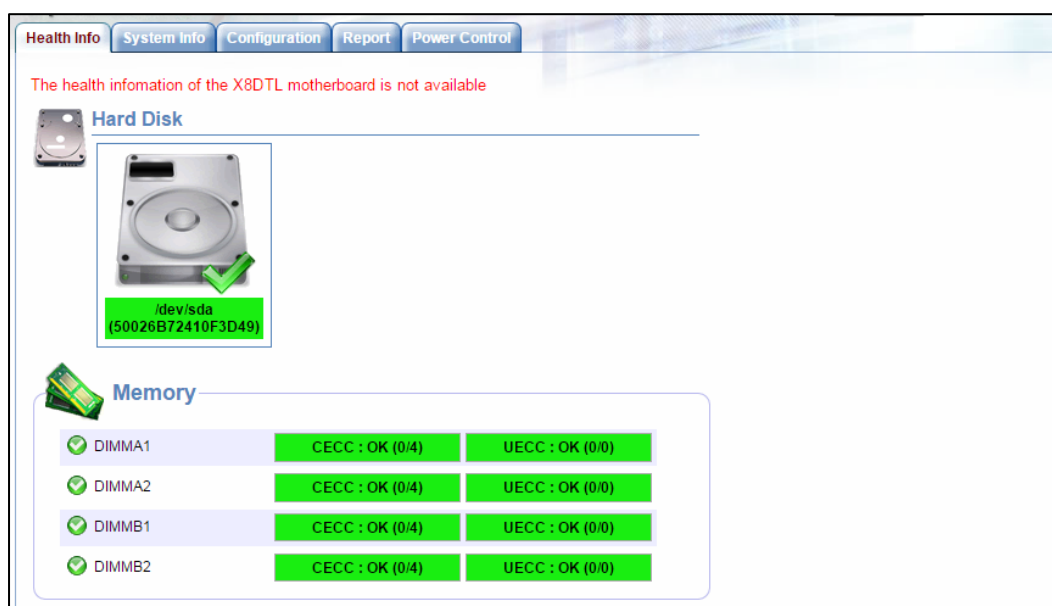 Health Info System Info Configuration Report Power Control
The health infomation of the X8DTL motherboard is not available
Hard Disk
/dev/sda
(50026B72410F3D49)
Memory
DIMMA1 CECC : OK (0/4) UECC : OK (0/0)
DIMMA2 CECC : OK (0/4) UECC : OK (0/0)
DIMMB1 CECC : OK (0/4) UECC : OK (0/0)
DIMMB2 CECC : OK (0/4) UECC : OK (0/0)